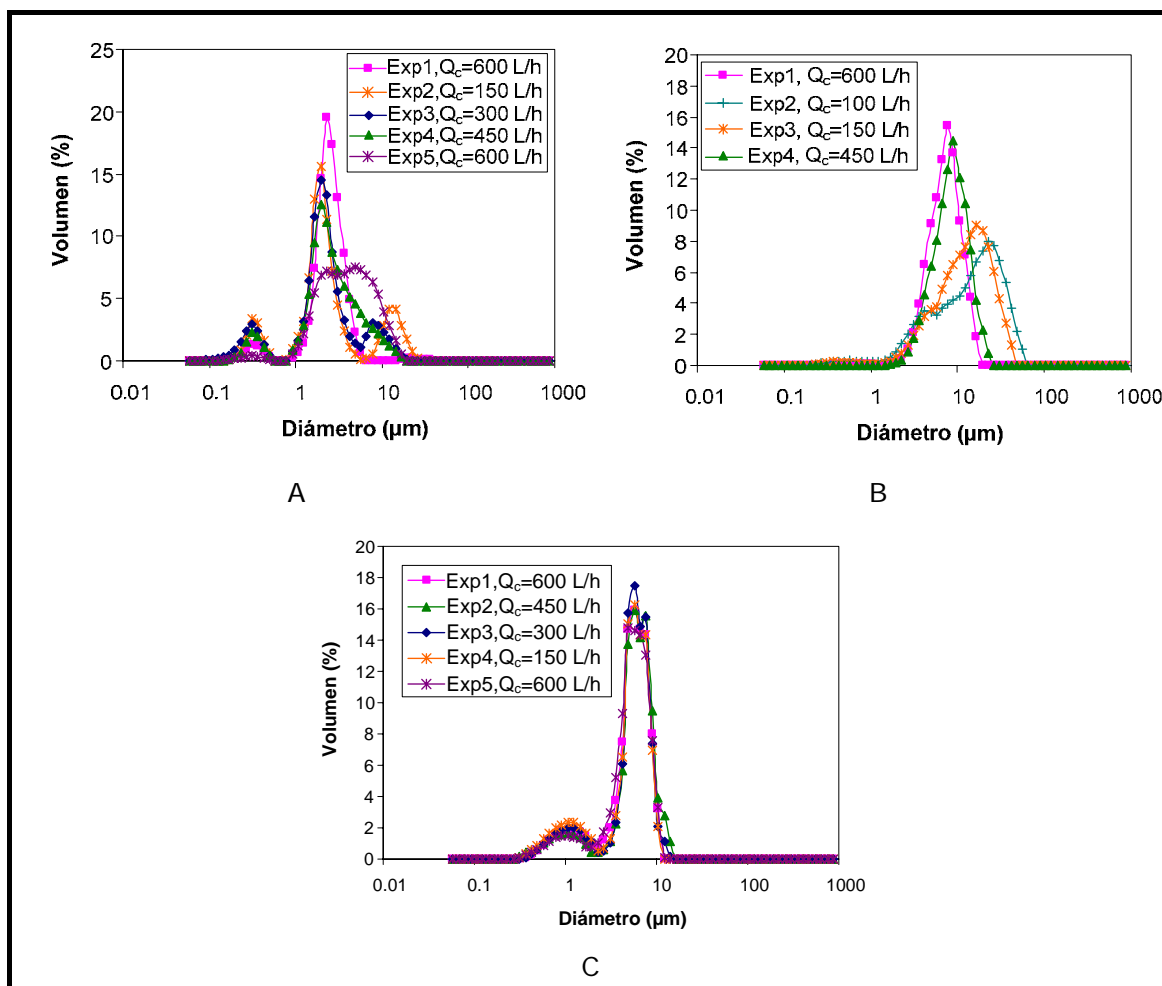 25
20
15
10
5
0
Volumen (%)
Exp1,Qc=600 L/h
Exp2,Qc=150 L/h
Exp3,Qc=300 L/h
Exp4,Qc=450 L/h
Exp5,Qc=600 L/h
0.01 0.1 1 10 100 1000
Diámetro (µm)
A
20
18
16
14
12
10
8
6
4
2
0
Volumen (%)
Exp1, Qc=600 L/h
Exp2, Qc=100 L/h
Exp3, Qc=150 L/h
Exp4, Qc=450 L/h
0.01 0.1 1 10 100 1000
Diámetro (µm)
B
20
18
16
14
12
10
8
6
4
2
0
Volumen (%)
Exp1,Qc=600 L/h
Exp2,Qc=450 L/h
Exp3,Qc=300 L/h
Exp4,Qc=150 L/h
Exp5,Qc=600 L/h
0.01 0.1 1 10 100 1000
Diámetro (µm)
C